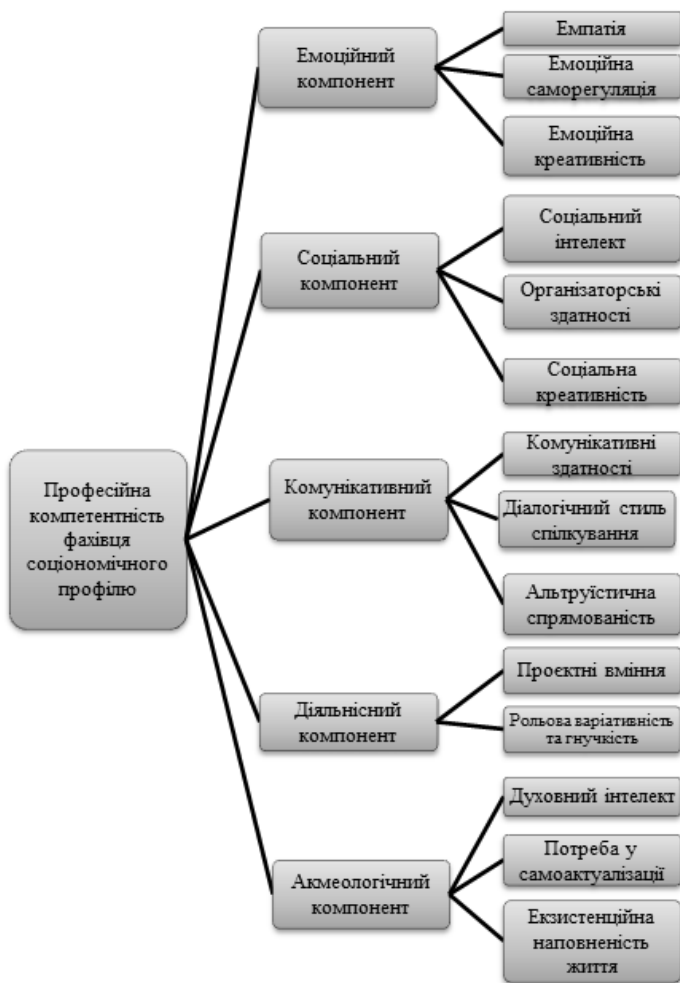 Професійна
компетентність
фахівця
соціономічного
профілю
Емоційний
компонент
Емпатія
Емоційна
саморегуляція
Емоційна
креативність
Соціальний
компонент
Соціальний
інтелект
Організаторські
здатності
Соціальна
креативність
Комунікативний
компонент
Комунікативні
здатності
Діалогічний стиль
спілкування
Альтруїстична
спрямованість
Діяльнісний
компонент
Проєктні вміння
Рольова варіативність
та гнучкість
Акмеологічний
компонент
Духовний інтелект
Потреба у
самоактуалізації
Екзистенційна
наповненість
життя